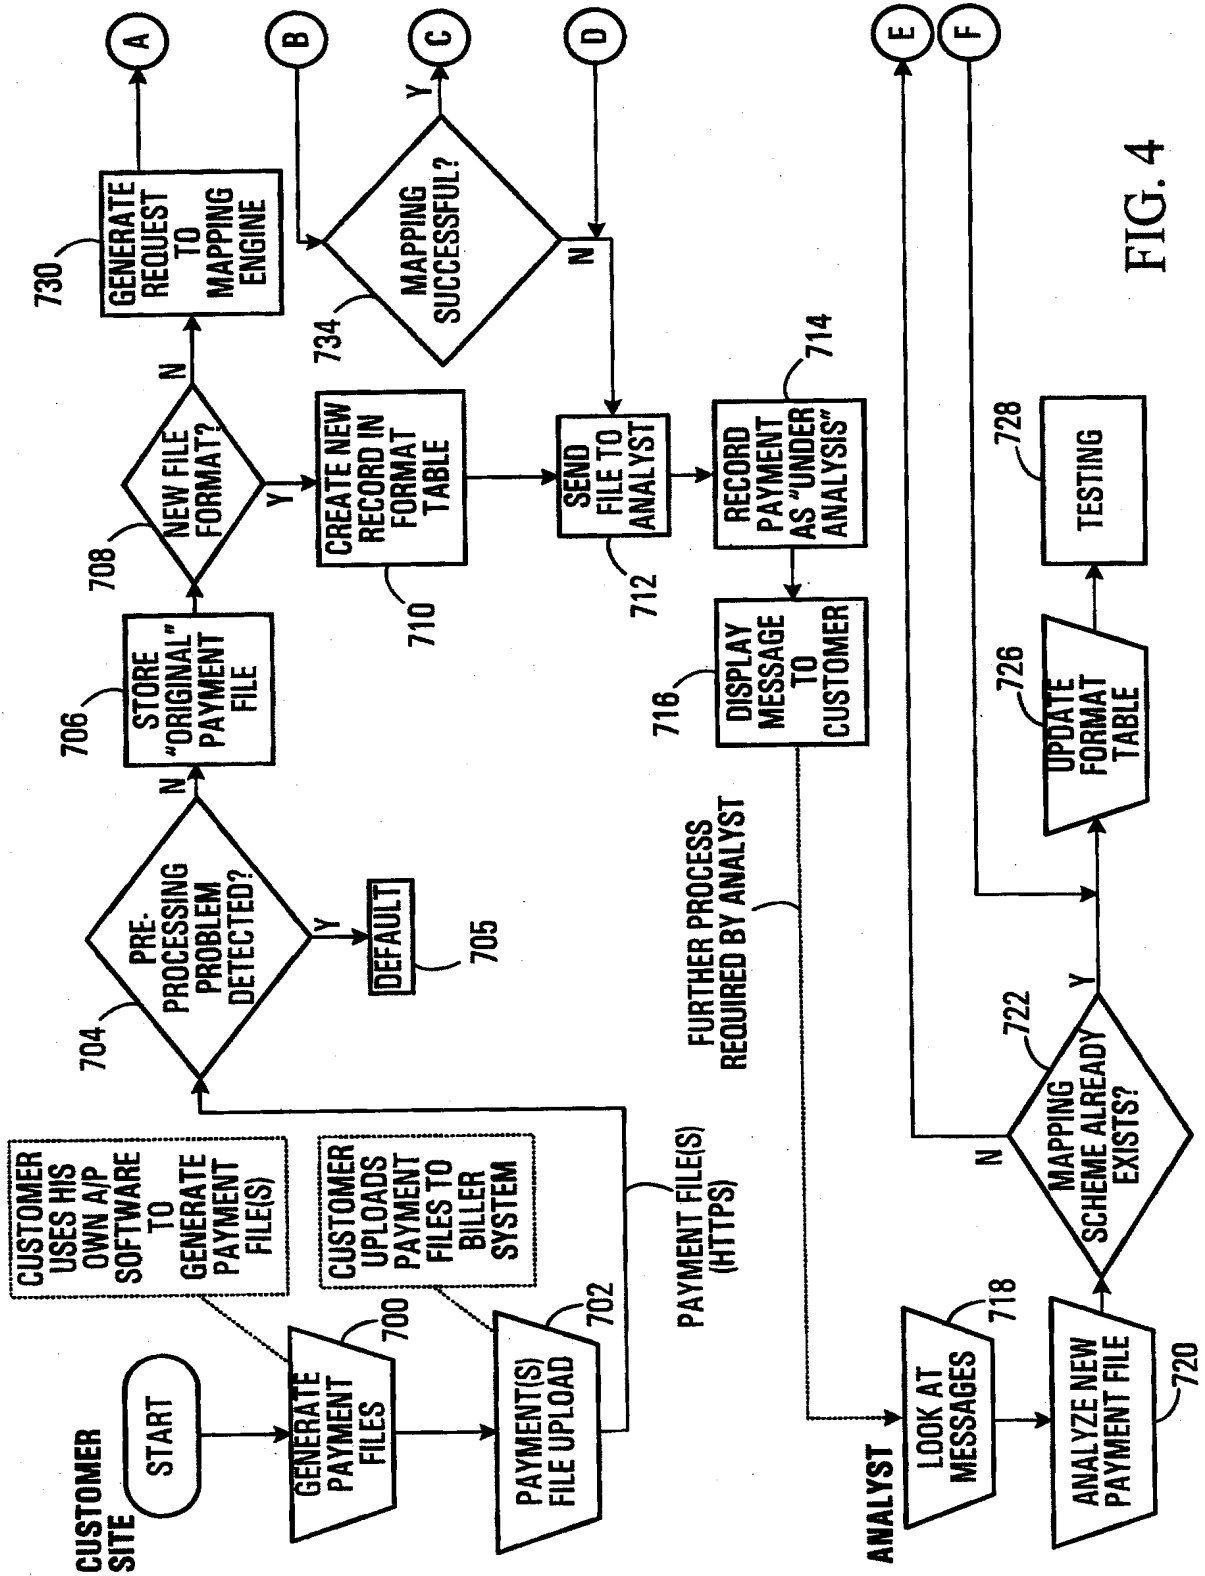 CUSTOMER
SITE
START
CUSTOMER
USES HIS
OWN A/P
SOFTWARE
TO
GENERATE
PAYMENT
FILE(S)
GENERATE
PAYMENT
FILES
700
CUSTOMER
UPLOADS
PAYMENT
FILES TO
BILLER
SYSTEM
PAYMENT(S)
FILE UPLOAD
702
PAYMENT FILE(S)
(HTTPS)
704
PRE-
PROCESSING
PROBLEM
DETECTED?
N
Y
DEFAULT
705
706
STORE
"ORIGINAL"
PAYMENT
FILE
708
NEW FILE
FORMAT?
N
Y
730
GENERATE
REQUEST
TO
MAPPING
ENGINE
A
B
710
CREATE NEW
RECORD IN
FORMAT
TABLE
734
MAPPING
SUCCESSFUL?
Y
C
N
D
712
SEND
FILE TO
ANALYST
714
RECORD
PAYMENT
AS "UNDER
ANALYSIS"
716
DISPLAY
MESSAGE
TO
CUSTOMER
FURTHER PROCESS
REQUIRED BY ANALYST
ANALYST
LOOK AT
MESSAGES
718
ANALYZE NEW
PAYMENT FILE
720
722
MAPPING
SCHEME ALREADY
EXISTS?
N
Y
E
F
726
UPDATE
FORMAT
TABLE
728
TESTING
FIG. 4